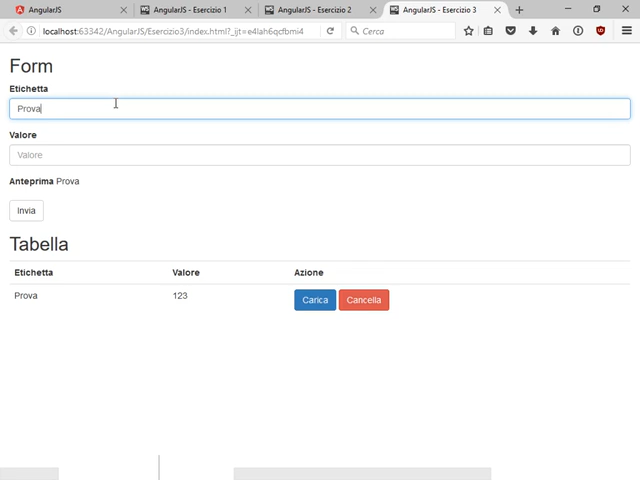 AngularJS
AngularJS - Esercizio 1
AngularJS - Esercizio 2
AngularJS - Esercizio 3
localhost:63342/AngularJS/Esercizio3/index.html?_ijt=e4lah6qcfbmi4
Cerca
Form
Etichetta
Prova
Valore
Valore
Anteprima Prova
Invia
Tabella
Etichetta Valore Azione
Prova 123 Carica Cancella